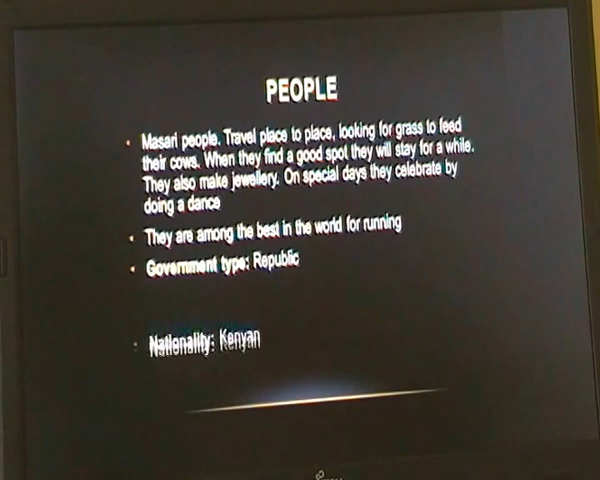 PEOPLE
• Masari people. Travel place to place, looking for grass to feed
their cows. When they find a good spot they will stay for a while.
They also make jewellery. On special days they celebrate by
doing a dance
• They are among the best in the world for running
• Government type: Republic
• Nationality: Kenyan